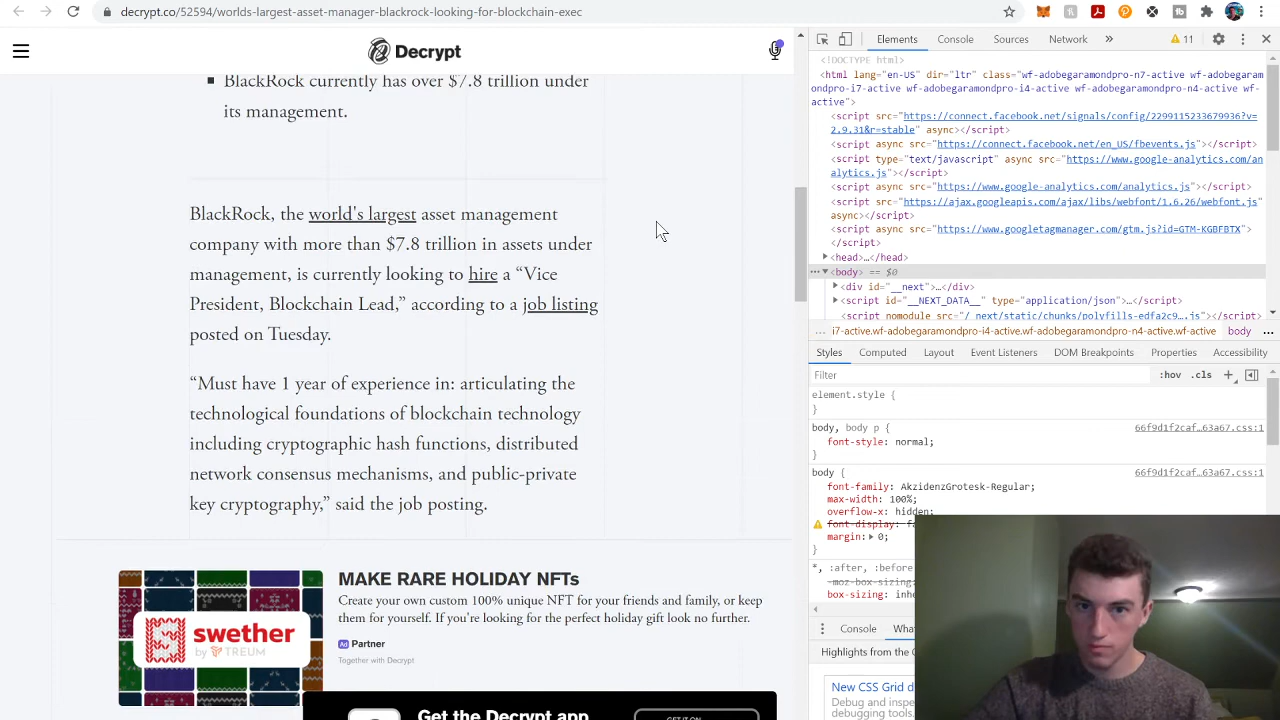 decrypt.co/52594/worlds-largest-asset-manager-blackrock-looking-for-blockchain-exec
Decrypt
BlackRock currently has over $7.8 trillion under
its management.
BlackRock, the world's largest asset management
company with more than $7.8 trillion in assets under
management, is currently looking to hire a “Vice
President, Blockchain Lead,” according to a job listing
posted on Tuesday.
“Must have 1 year of experience in: articulating the
technological foundations of blockchain technology
including cryptographic hash functions, distributed
network consensus mechanisms, and public-private
key cryptography,” said the job posting.
swether
by TREUM
MAKE RARE HOLIDAY NFTs
Create your own custom 100% unique NFT for your friends and family, or keep
them for yourself. If you're looking for the perfect holiday gift look no further.
Ad Partner
Together with Decrypt
Get the Decrypt app
GET IT ON
Elements Console Sources Network » 11
<!DOCTYPE html>
<html lang="en-US" dir="ltr" class="wf-adobegaramondpro-n7-active wf-adobegaram
ondpro-i7-active wf-adobegaramondpro-i4-active wf-adobegaramondpro-n4-active wf-
active">
<script src="https://connect.facebook.net/signals/config/2299115233679936?v=
2.9.31&r=stable" async></script>
<script async src="https://connect.facebook.net/en_US/fbevents.js"></script>
<script type="text/javascript" async src="https://www.google-analytics.com/an
alytics.js"></script>
<script async src="https://www.google-analytics.com/analytics.js"></script>
<script src="https://ajax.googleapis.com/ajax/libs/webfont/1.6.26/webfont.js"
async></script>
<script async src="https://www.googletagmanager.com/gtm.js?id=GTM-KGBFBTX">
</script>
<head>…</head>
<body> == $0
<div id="__next">…</div>
<script id="__NEXT_DATA__" type="application/json">…</script>
<script nomodule src="/_next/static/chunks/polyfills-edfa2c9….js">
… i7-active.wf-adobegaramondpro-i4-active.wf-adobegaramondpro-n4-active.wf-active body …
Styles Computed Layout Event Listeners DOM Breakpoints Properties Accessibility
Filter :hov .cls +
element.style {
}
body, body p { 66f9d1f2caf…63a67.css:1
font-style: normal;
}
body { 66f9d1f2caf…63a67.css:1
font-family: AkzidenzGrotesk-Regular;
max-width: 100%;
overflow-x: hidden;
font-display:
margin: 0;
}
*, :after, :before
-moz-box-sizing:
box-sizing:
Console
Highlights from the
New CSS Grid
Debug and
debugging tools.